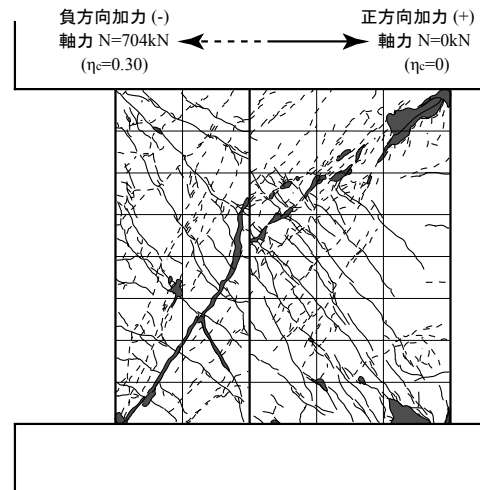 負方向加力 (-)
軸力 N=704kN
(ηc=0.30)
正方向加力 (+)
軸力 N=0kN
(ηc=0)